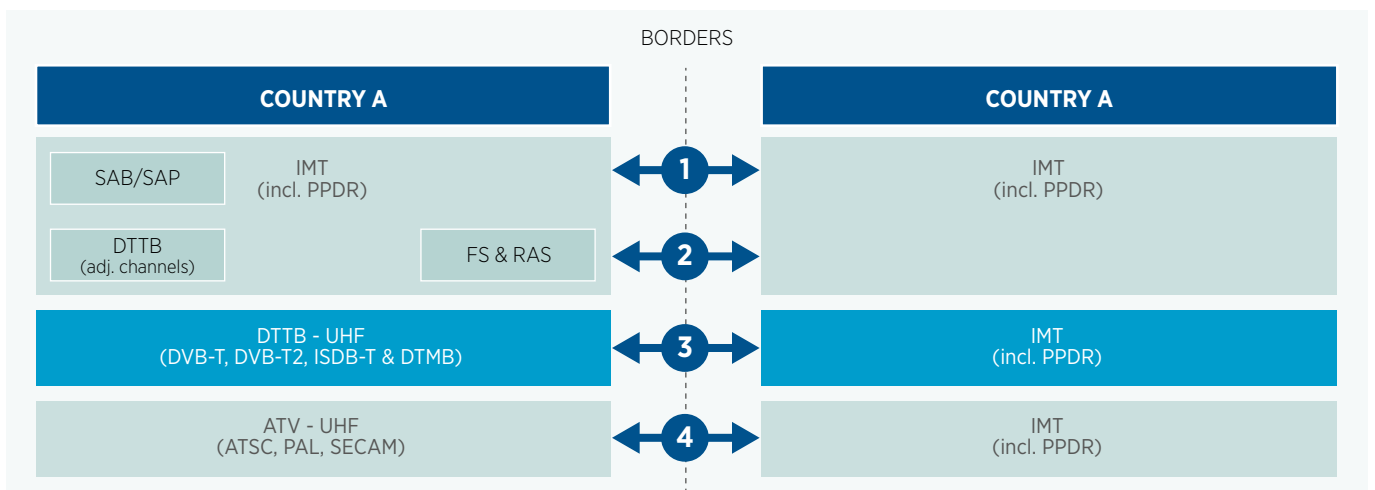 BORDERS
COUNTRY A
COUNTRY A
SAB/SAP
IMT
(incl. PPDR)
1
IMT
(incl. PPDR)
DTTB
(adj. channels)
FS & RAS
2
DTTB - UHF
(DVB-T, DVB-T2, ISDB-T & DTMB)
3
IMT
(incl. PPDR)
ATV - UHF
(ATSC, PAL, SECAM)
4
IMT
(incl. PPDR)